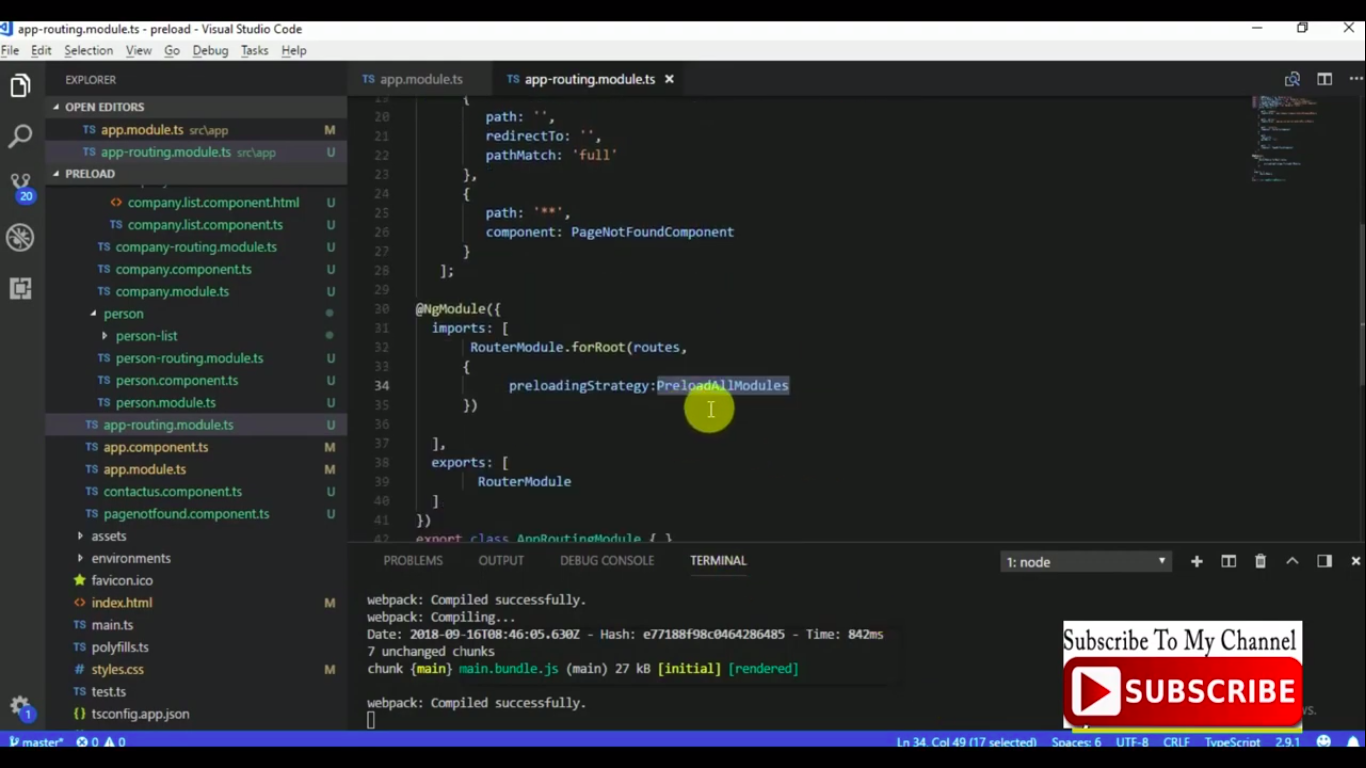 app-routing.module.ts - preload - Visual Studio Code
File Edit Selection View Go Debug Tasks Help
EXPLORER
OPEN EDITORS
TS app.module.ts src\app M
TS app-routing.module.ts src\app U
PRELOAD
<> company.list.component.html U
TS company.list.component.ts U
TS company-routing.module.ts U
TS company.component.ts U
TS company.module.ts U
person
person-list
TS person-routing.module.ts U
TS person.component.ts U
TS person.module.ts U
TS app-routing.module.ts U
TS app.component.ts M
TS app.module.ts M
TS contactus.component.ts U
TS pagenotfound.component.ts U
assets
environments
favicon.ico
<> index.html M
TS main.ts
TS polyfills.ts
# styles.css M
TS test.ts
{} tsconfig.app.json
20
1
TS app.module.ts TS app-routing.module.ts ×
19 {
20 path: '',
21 redirectTo: '',
22 pathMatch: 'full'
23 },
24 {
25 path: '**',
26 component: PageNotFoundComponent
27 }
28 ];
29
30 @NgModule({
31 imports: [
32 RouterModule.forRoot(routes,
33 {
34 preloadingStrategy:PreloadAllModules
35 })
36
37 ],
38 exports: [
39 RouterModule
40 ]
41 })
42 export class AppRoutingModule { }
PROBLEMS OUTPUT DEBUG CONSOLE TERMINAL 1: node
webpack: Compiled successfully.
webpack: Compiling...
Date: 2018-09-16T08:46:05.630Z - Hash: e77188f98c0464286485 - Time: 842ms
7 unchanged chunks
chunk {main} main.bundle.js (main) 27 kB [initial] [rendered]
webpack: Compiled successfully.
Subscribe To My Channel
SUBSCRIBE
master* 0 0 Ln 34, Col 49 (17 selected) Spaces: 6 UTF-8 CRLF TypeScript 2.9.1